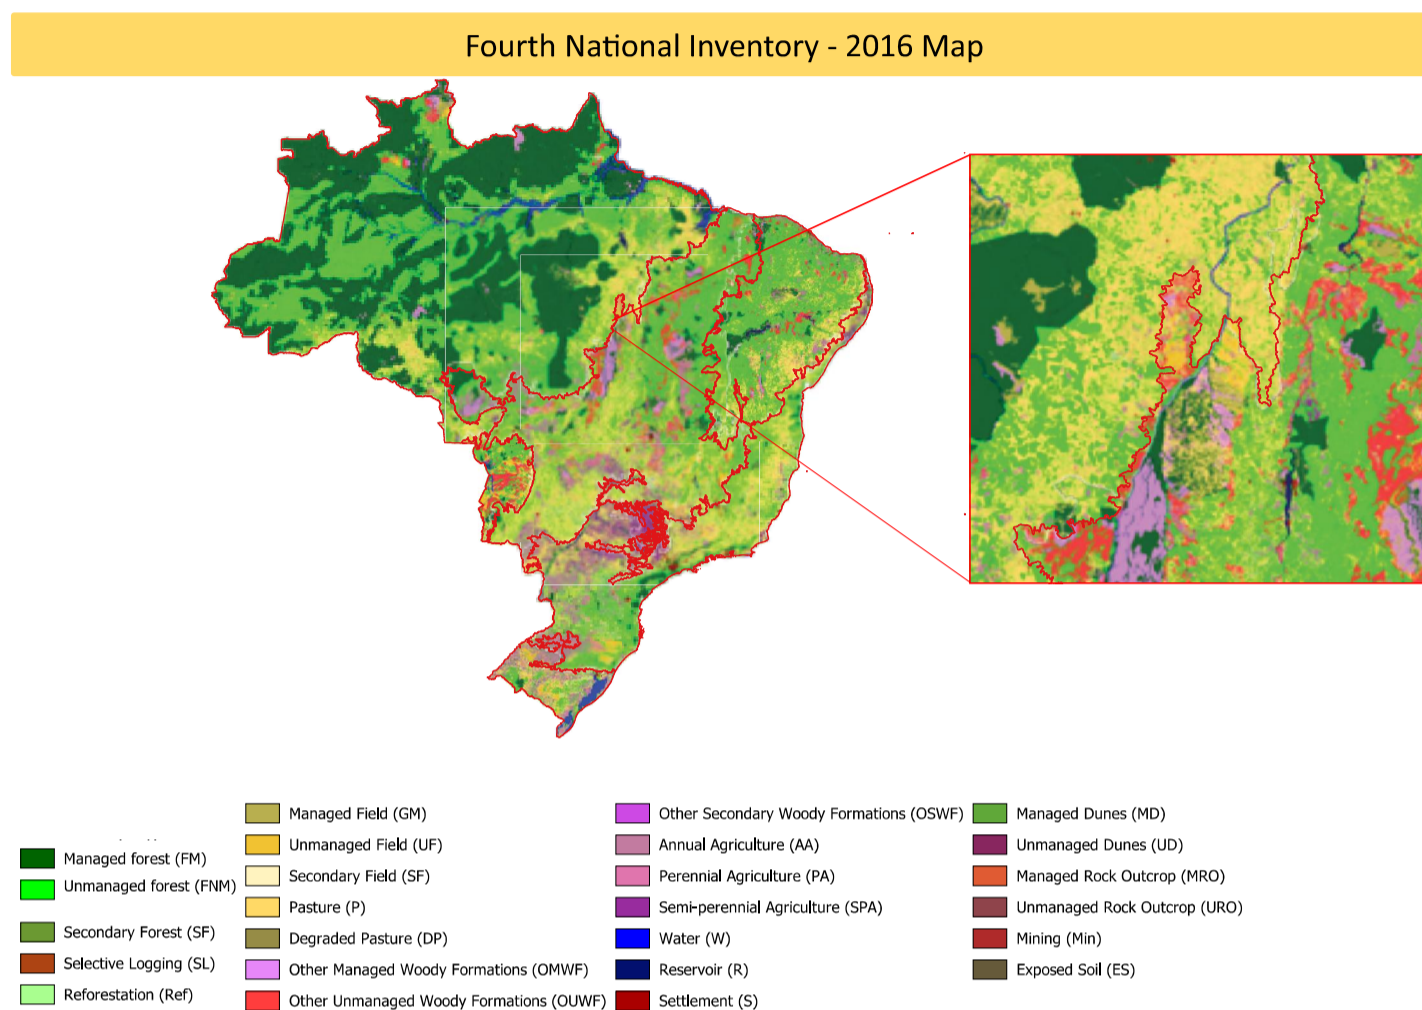 Fourth National Inventory - 2016 Map
Managed forest (FM)
Unmanaged forest (FNM)
Secondary Forest (SF)
Selective Logging (SL)
Reforestation (Ref)
Managed Field (GM)
Unmanaged Field (UF)
Secondary Field (SF)
Pasture (P)
Degraded Pasture (DP)
Other Managed Woody Formations (OMWF)
Other Unmanaged Woody Formations (OUWF)
Other Secondary Woody Formations (OSWF)
Annual Agriculture (AA)
Perennial Agriculture (PA)
Semi-perennial Agriculture (SPA)
Water (W)
Reservoir (R)
Settlement (S)
Managed Dunes (MD)
Unmanaged Dunes (UD)
Managed Rock Outcrop (MRO)
Unmanaged Rock Outcrop (URO)
Mining (Min)
Exposed Soil (ES)